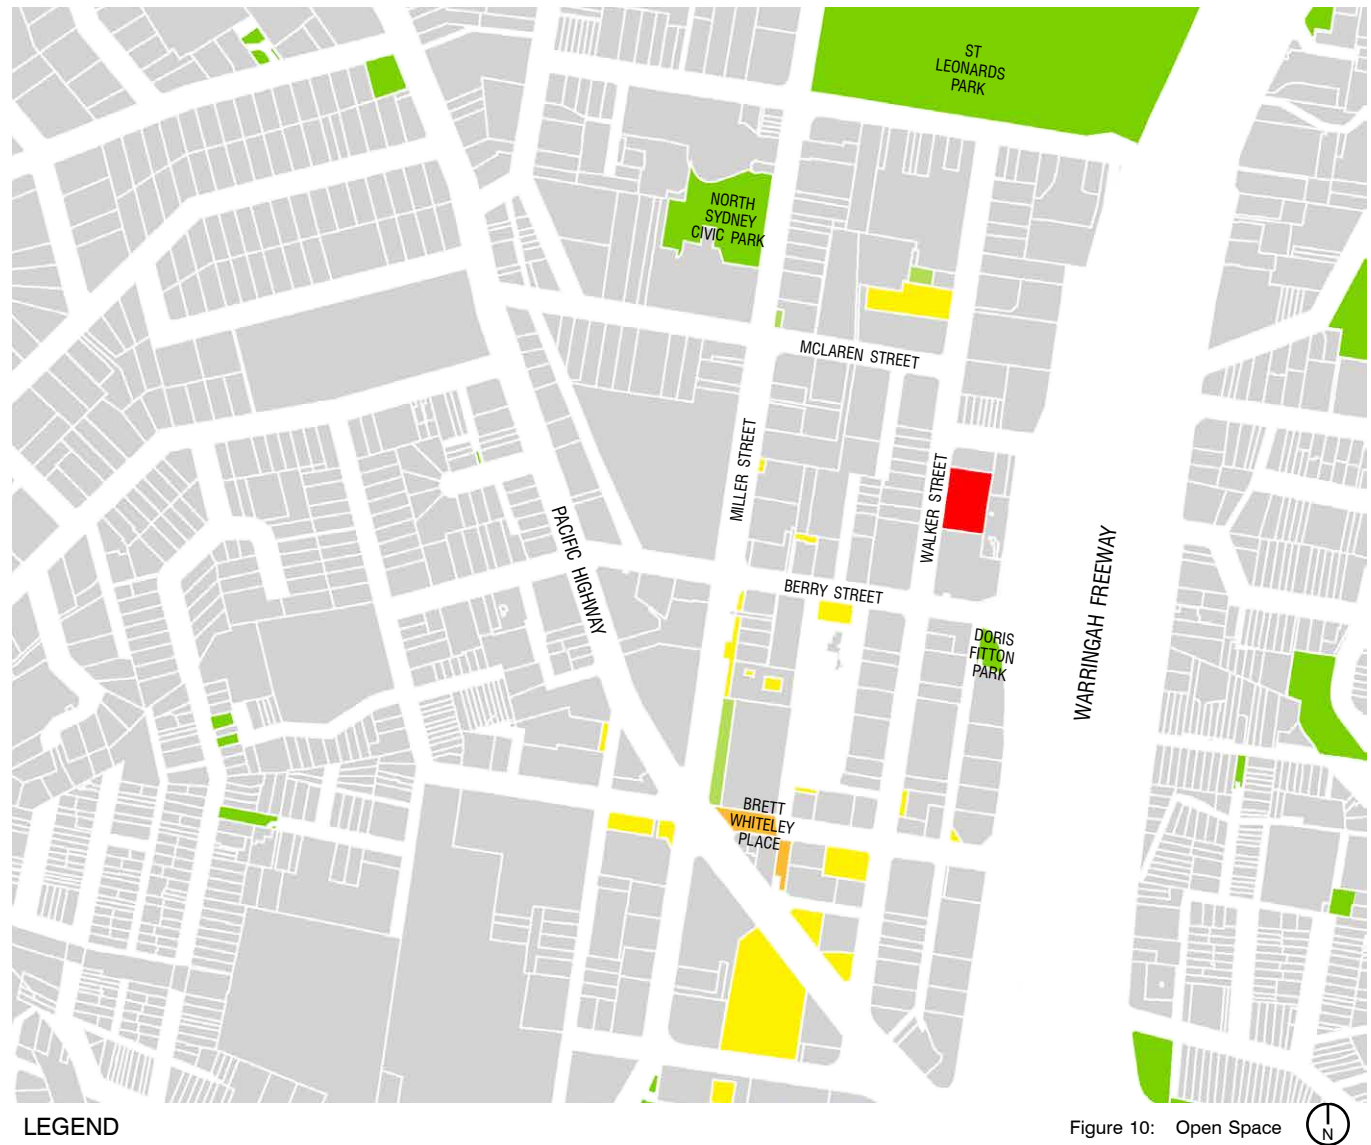 ST
LEONARDS
PARK
NORTH
SYDNEY
CIVIC PARK
MCLAREN STREET
MILLER STREET
WALKER STREET
PACIFIC HIGHWAY
WARRINGAH FREEWAY
BERRY STREET
DORIS
FITTON
PARK
BRETT
WHITELEY
PLACE
LEGEND
Figure 10: Open Space
N